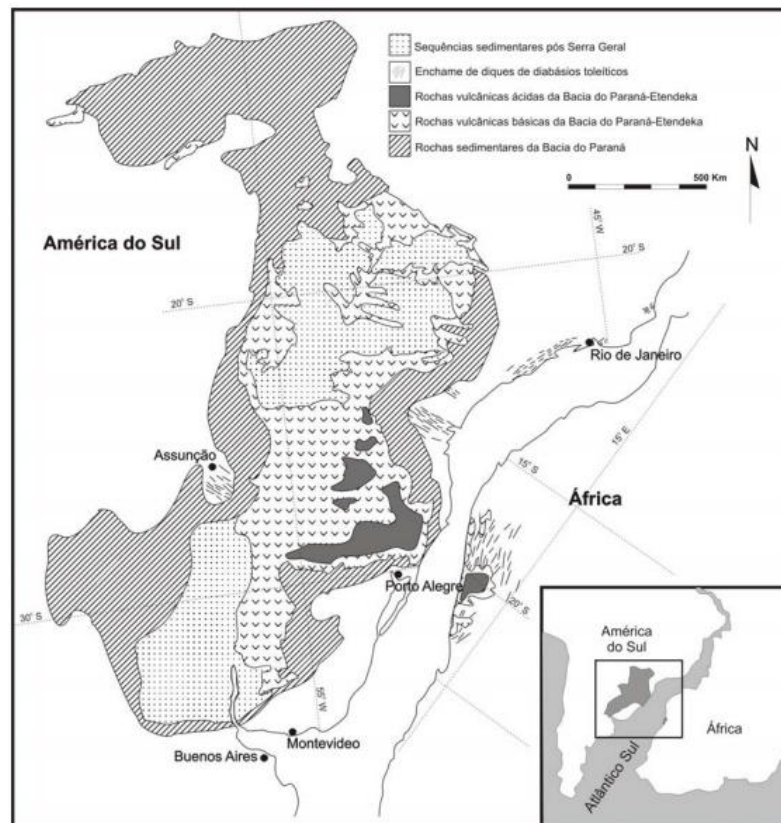 Sequências sedimentares pós Serra Geral
Enchame de diques de diabásios toleíticos
Rochas vulcânicas ácidas da Bacia do Paraná-Etendeka
Rochas vulcânicas básicas da Bacia do Paraná-Etendeka
Rochas sedimentares da Bacia do Paraná
N
0 500 Km
45° W
América do Sul
20° S
20° S
Rio de Janeiro
15° E
Assunção
15° S
África
Porto Alegre
20° S
30° S
55° W
Montevideo
Buenos Aires
América
do Sul
África
Atlântico Sul